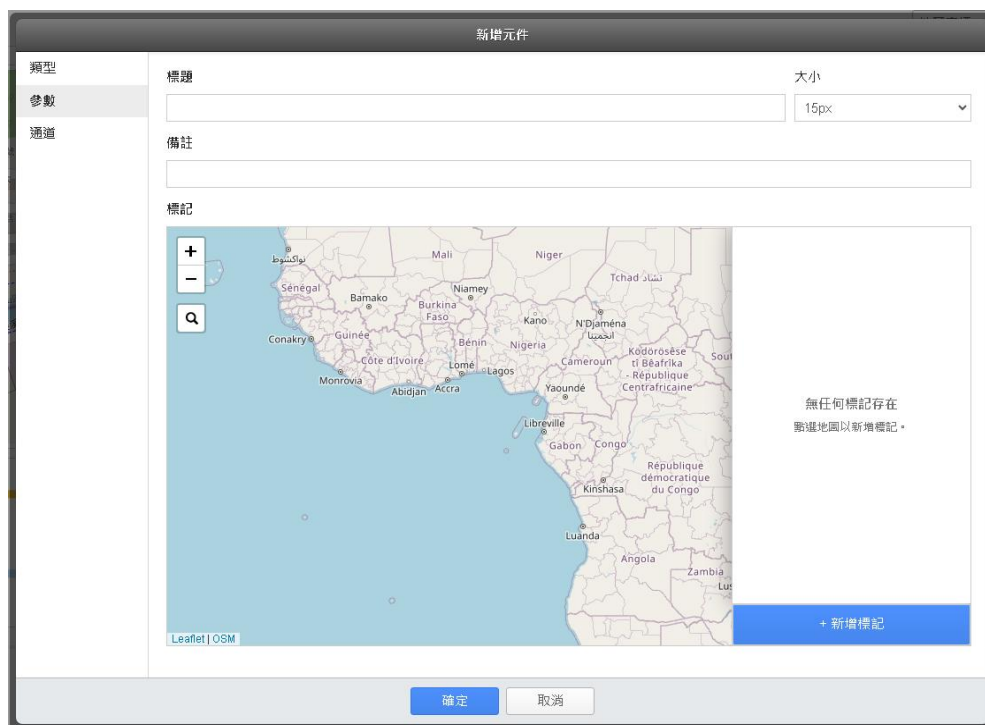 新增元件
類型
參數
通道
標題
大小
15px
備註
標記
+
−
نواكشوط
Mali
Niger
Tchad تشاد
Sénégal
Bamako
Niamey
Burkina
Faso
Kano
N'Djaména
انجمينا
Conakry
Guinée
Bénin
Nigeria
Côte d'Ivoire
Lomé
Lagos
Cameroun
Ködörösêse
tî Bêafrîka
- République
Centrafricaine
Sou
Monrovia
Abidjan
Accra
Yaoundé
Libreville
Gabon
Congo
République
démocratique
du Congo
Kinshasa
Luanda
Angola
Zambia
Lus
Leaflet | OSM
無任何標記存在
點選地圖以新增標記。
+ 新增標記
確定
取消